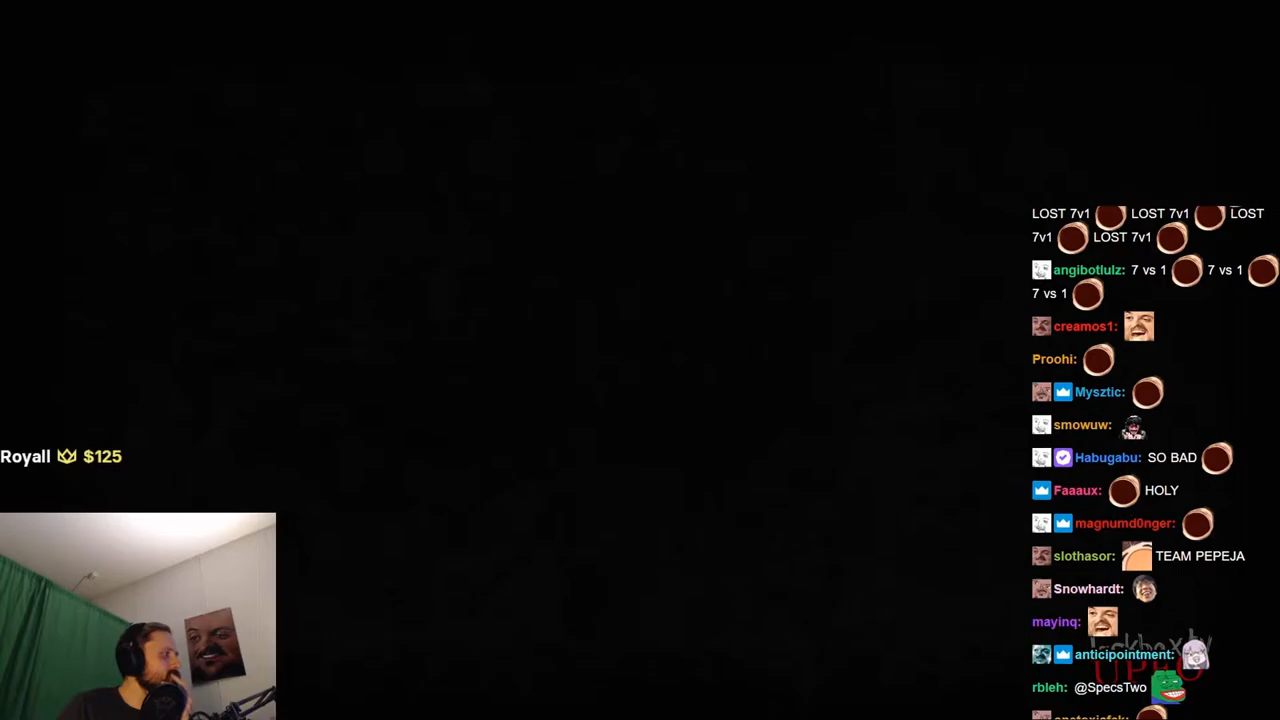 LOST 7v1 LOST 7v1 LOST
7v1 LOST 7v1
angibotlulz: 7 vs 1 7 vs 1
7 vs 1
creamos1:
Proohi:
Mysztic:
smowuw:
Habugabu: SO BAD
Faaaux: HOLY
magnumd0nger:
slothasor: TEAM PEPEJA
Snowhardt:
mayinq:
anticipointment:
rbleh: @SpecsTwo
Royall $125